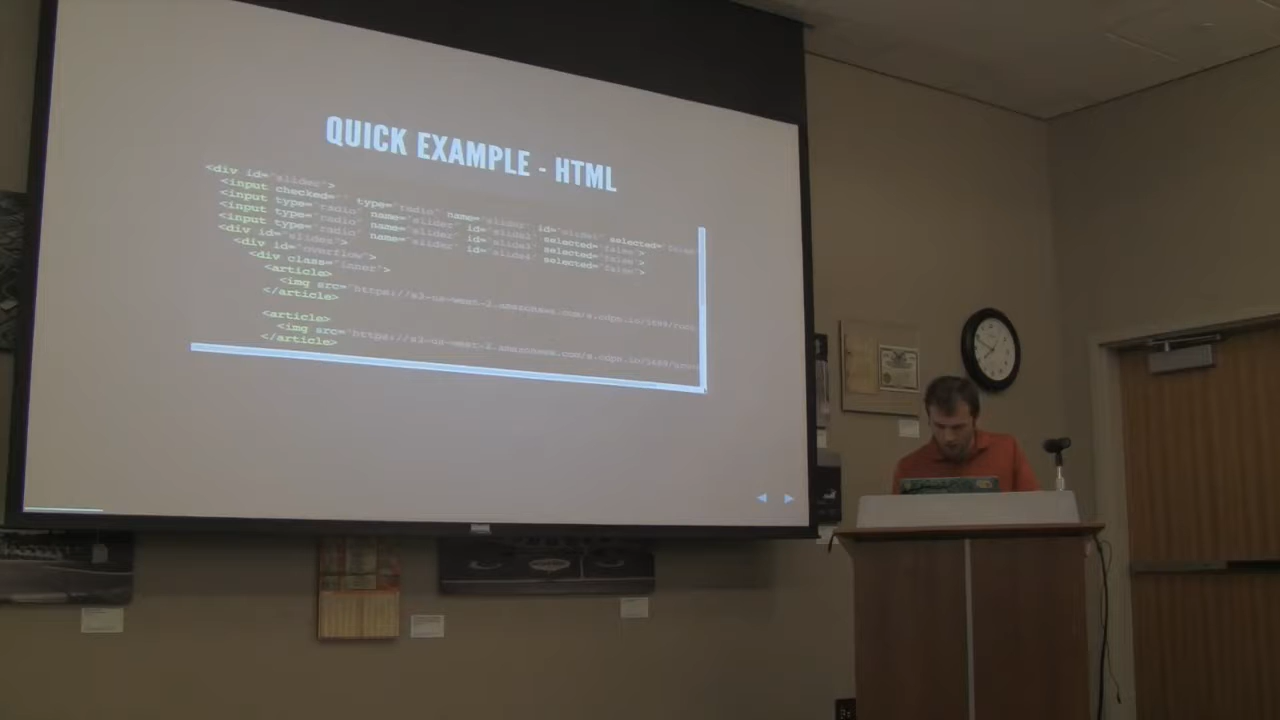 QUICK EXAMPLE - HTML
<div id="slider">
<input checked="" type="radio" name="slider" id="slide1" selected="false">
<input type="radio" name="slider" id="slide2" selected="false">
<input type="radio" name="slider" id="slide3" selected="false">
<input type="radio" name="slider" id="slide4" selected="false">
<div id="slides">
<div id="overflow">
<div class="inner">
<article>
<img src="https://s3-us-west-2.amazonaws.com/s.cdpn.io/
</article>
<article>
<img src="https://s3-us-west-2.amazonaws.com/s.cdpn.io/
</article>